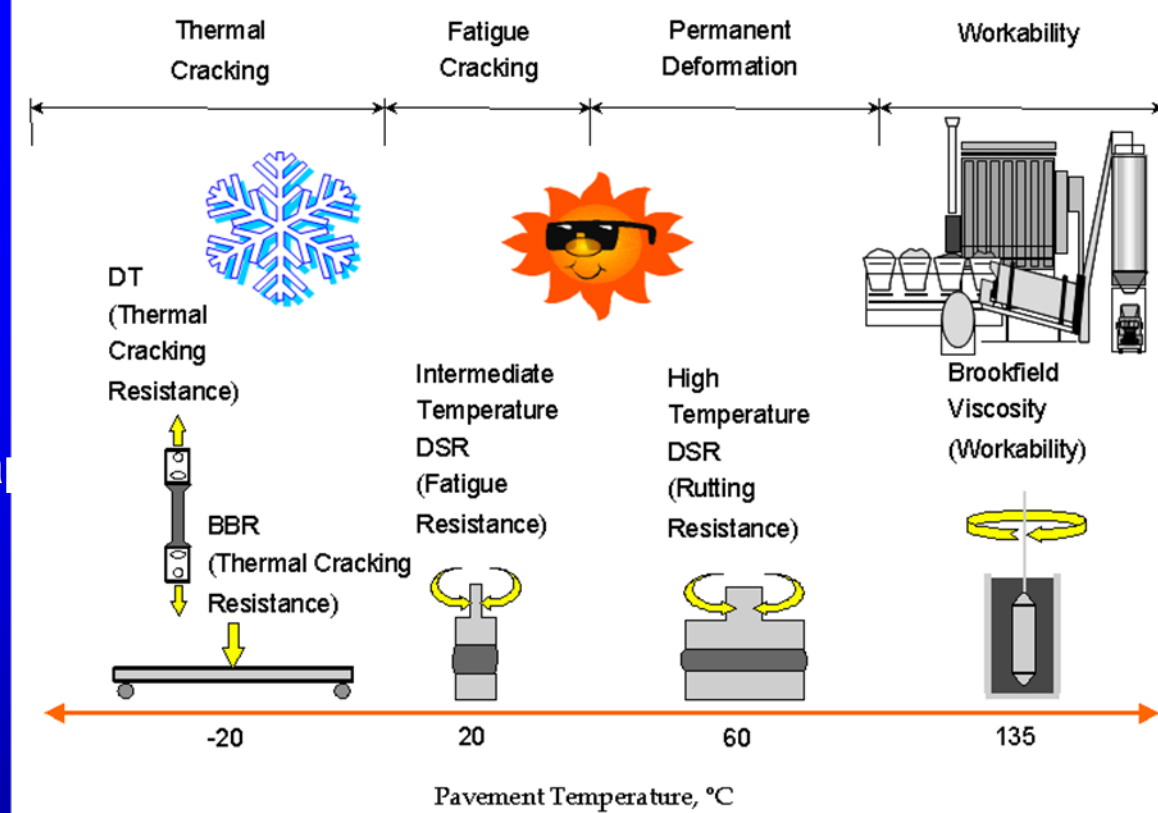 Thermal
Cracking
Fatigue
Cracking
Permanent
Deformation
Workability
DT
(Thermal
Cracking
Resistance)
BBR
(Thermal Cracking
Resistance)
Intermediate
Temperature
DSR
(Fatigue
Resistance)
High
Temperature
DSR
(Rutting
Resistance)
Brookfield
Viscosity
(Workability)
-20
20
60
135
Pavement Temperature, °C